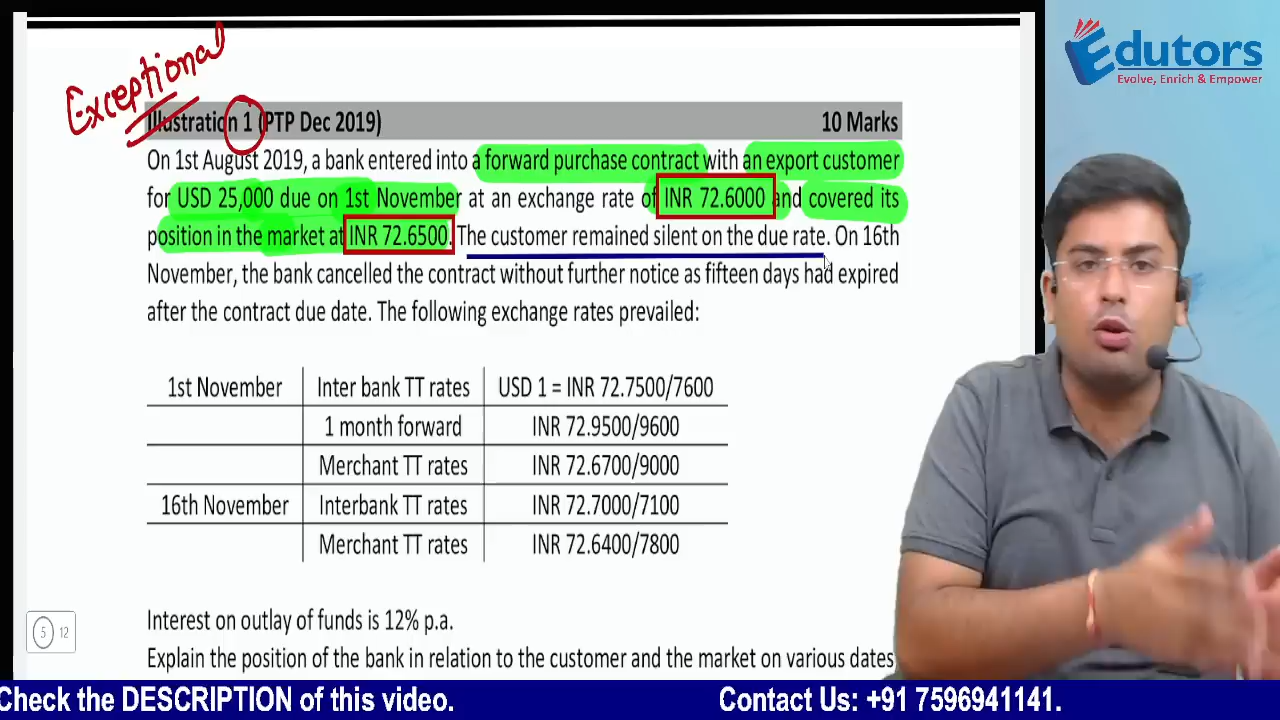 Exceptional
Edutors
Evolve, Enrich & Empower
Illustration 1 (PTP Dec 2019) 10 Marks
On 1st August 2019, a bank entered into a forward purchase contract with an export customer
for USD 25,000 due on 1st November at an exchange rate of INR 72.6000 and covered its
position in the market at INR 72.6500. The customer remained silent on the due rate. On 16th
November, the bank cancelled the contract without further notice as fifteen days had expired
after the contract due date. The following exchange rates prevailed:
1st November Inter bank TT rates USD 1 = INR 72.7500/7600
1 month forward INR 72.9500/9600
Merchant TT rates INR 72.6700/9000
16th November Interbank TT rates INR 72.7000/7100
Merchant TT rates INR 72.6400/7800
Interest on outlay of funds is 12% p.a.
5 12
Explain the position of the bank in relation to the customer and the market on various dates
Check the DESCRIPTION of this video. Contact Us: +91 7596941141.